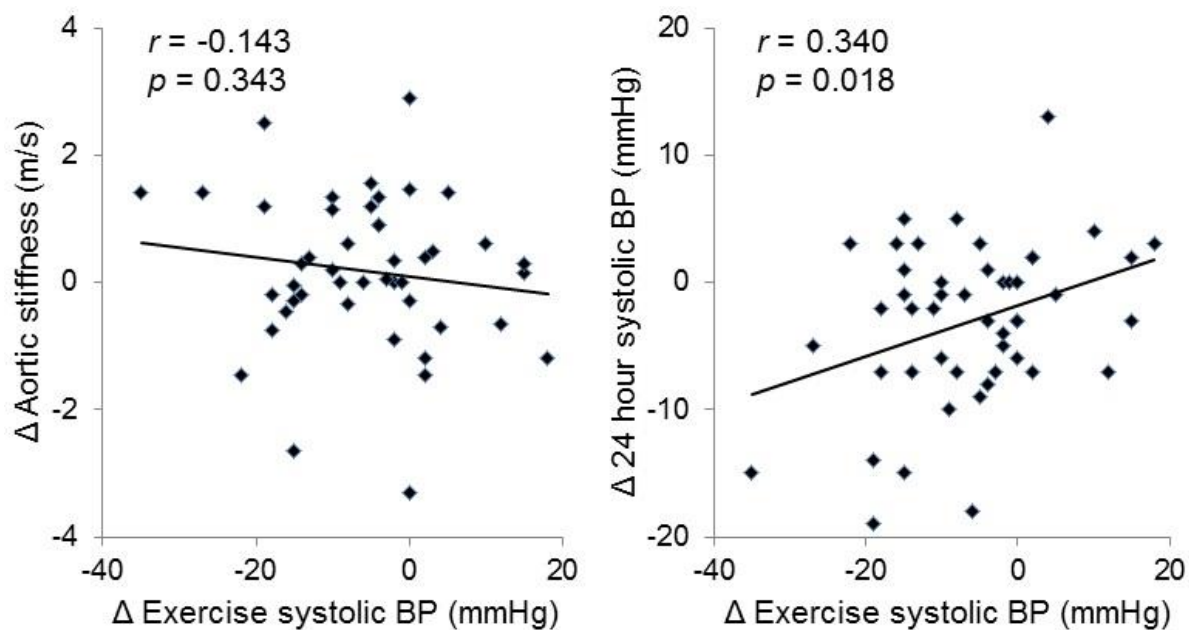 r = -0.143
p = 0.343
4
2
0
-2
-4
Δ Aortic stiffness (m/s)
-40
-20
0
20
Δ Exercise systolic BP (mmHg)
r = 0.340
p = 0.018
20
10
0
-10
-20
Δ 24 hour systolic BP (mmHg)
-40
-20
0
20
Δ Exercise systolic BP (mmHg)